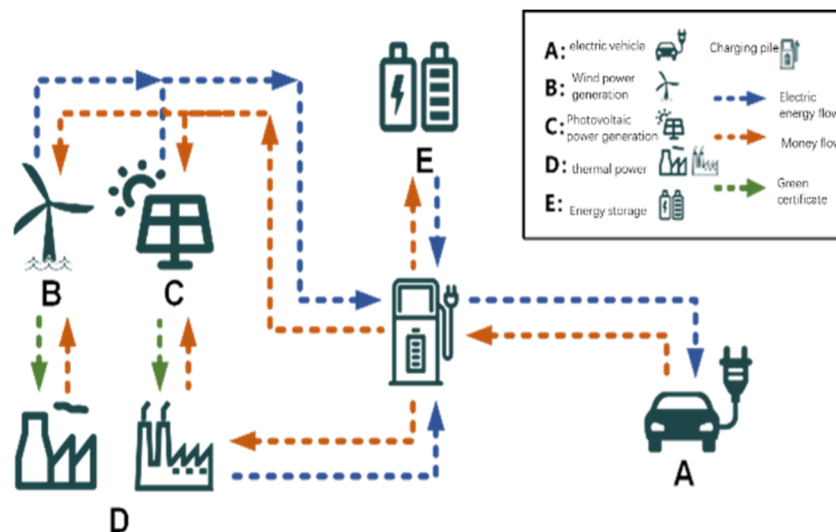 A: electric vehicle
Charging pile
B: Wind power
generation
C: Photovoltaic
power generation
D: thermal power
E: Energy storage
Electric
energy flow
Money flow
Green
certificate
E
B
C
A
D